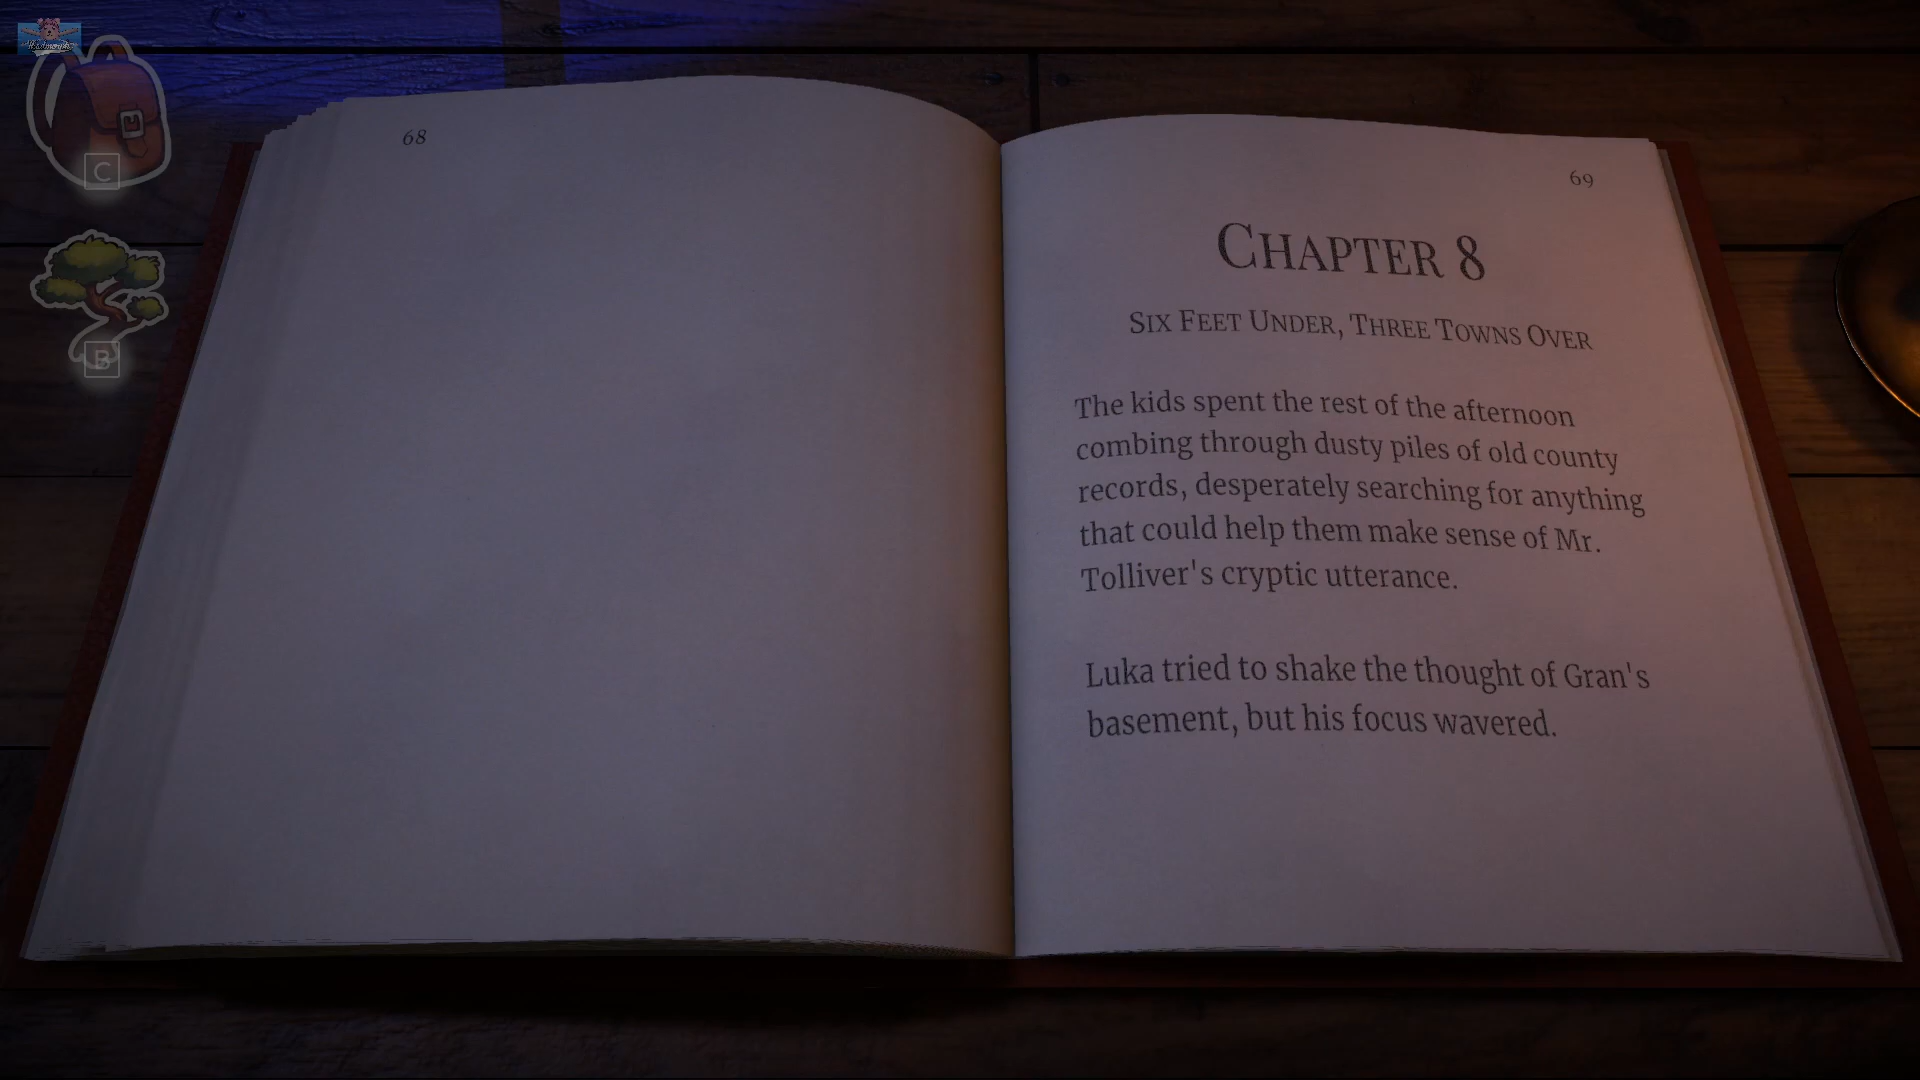 C
B
68
69
CHAPTER 8
SIX FEET UNDER, THREE TOWNS OVER
The kids spent the rest of the afternoon
combing through dusty piles of old county
records, desperately searching for anything
that could help them make sense of Mr.
Tolliver's cryptic utterance.
Luka tried to shake the thought of Gran's
basement, but his focus wavered.